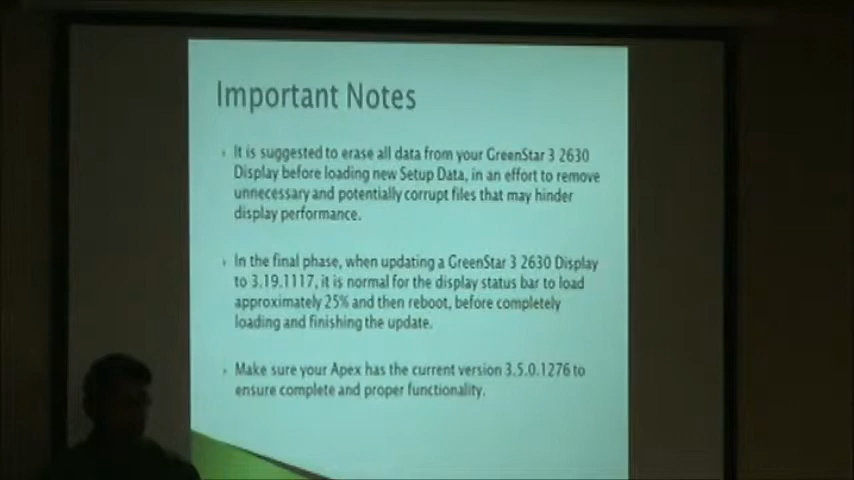 Important Notes
It is suggested to erase all data from your GreenStar 3 2630
Display before loading new Setup Data, in an effort to remove
unnecessary and potentially corrupt files that may hinder
display performance.
In the final phase, when updating a GreenStar 3 2630 Display
to 3.19.1117, it is normal for the display status bar to load
approximately 25% and then reboot, before completely
loading and finishing the update.
Make sure your Apex has the current version 3.5.0.1276 to
ensure complete and proper functionality.